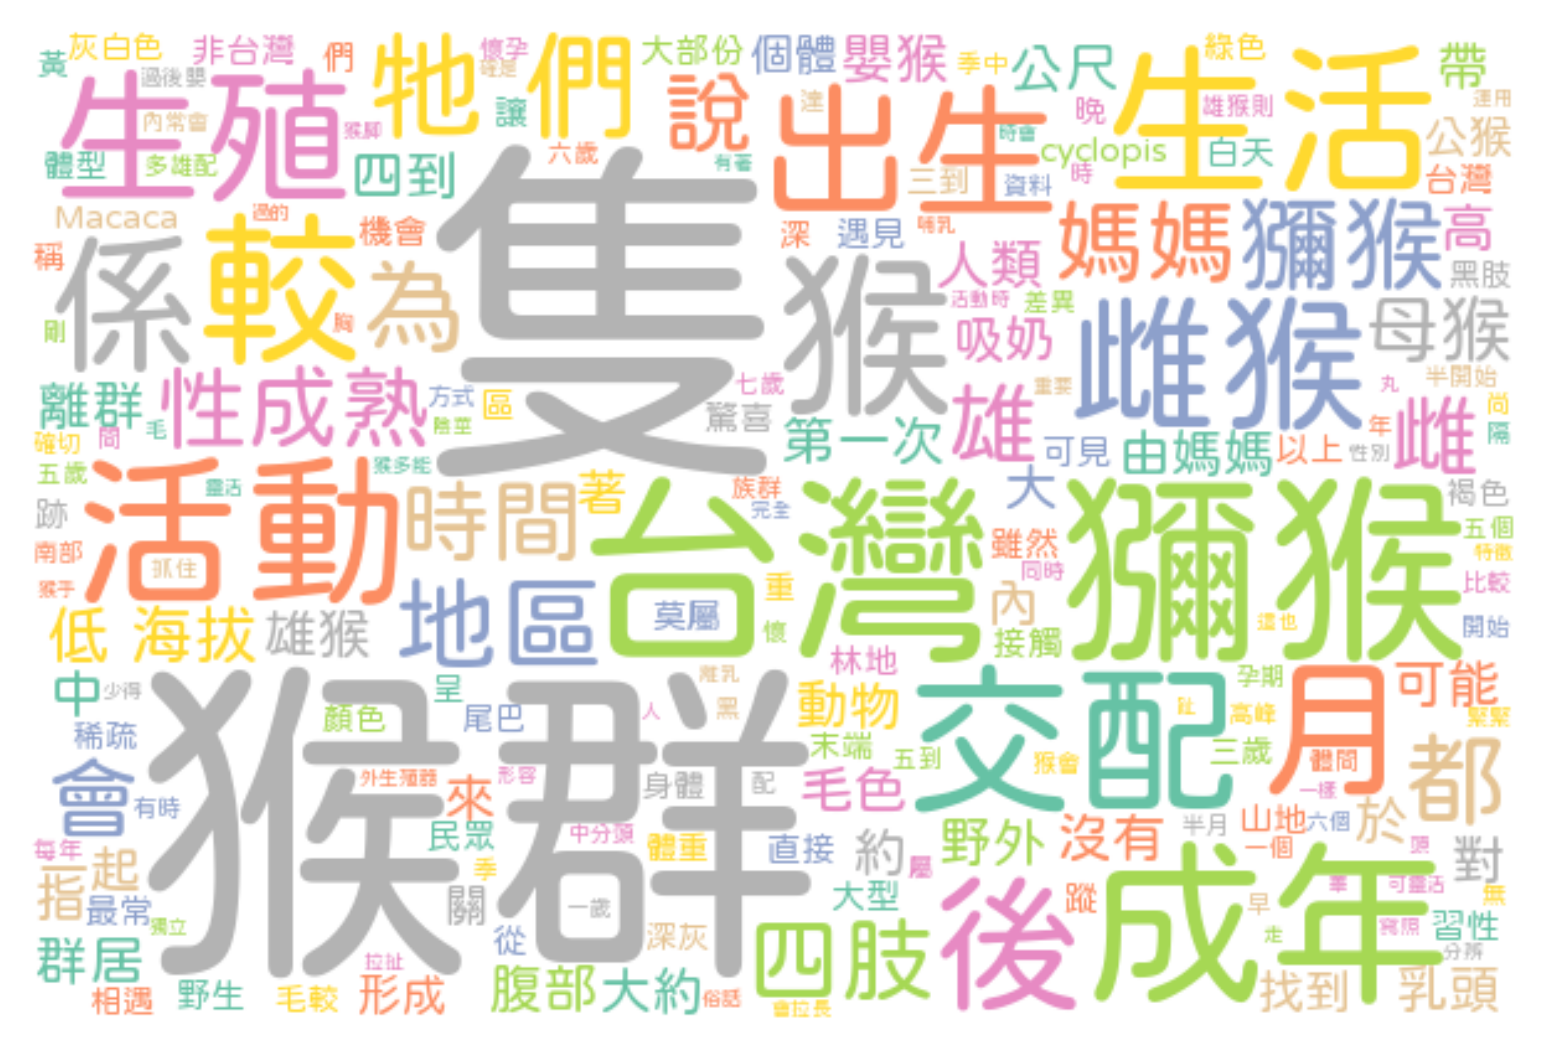 黃
灰白色
非台灣
們
牠們
懷孕
大部份
個體
嬰猴
季中
公尺
綠色
帶
過後嬰
生殖
內常會
猴腳
讓
說
出生
達
時會
晚
雄猴則
生活
運用
公猴
體型
多雄配
四到
六歲
有著
三到
資料
cyclopis
時
白天
台灣
Macaca
過的
機會
隻
深
遇見
哺乳
人類
媽媽
獼猴
高
稱
係
較
為
猴
活動時
差異
黑肢
剛
胸
吸奶
雌猴
母猴
離群
性成熟
方式
區
七歲
驚喜
重要
半開始
丸
尚
確切
間
毛
陰莖
第一次
雄
可見
由媽媽
以上
年
性別
雌
隔
五歲
靈活
猴多能
跡
活動
時間
著
族群
完全
大
褐色
南部
抓住
台灣獼猴
雖然
同時
五個
特徵
猴手
地區
莫屬
重
內
比較
低
海拔
雄猴
懷
接觸
這也
開始
林地
中
少得
猴群
顏色
呈
尾巴
離乳
人
黑
動物
交配
孕期
月
可能
稀疏
末端
趾
高峰
緊緊
會
有時
外生殖器
來
形容
身體
配
毛色
五到
猴會
三歲
體間
一樣
都
每年
民眾
中分頭
體重
直接
約
屬
野外
沒有
半月
山地
六個
於
一個
頭
對
指
起
最常
季
關
一歲
大型
後
蹤
成年
早
可靈活
無
獨立
從
深灰
四肢
走
習性
分辨
群居
拉扯
腹部
大約
相遇
野生
毛較
形成
俗話
會拉長
找到
乳頭